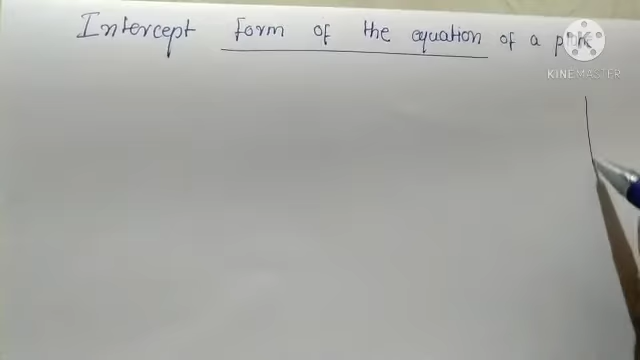 Intercept form of the equation of a
KINEMASTER